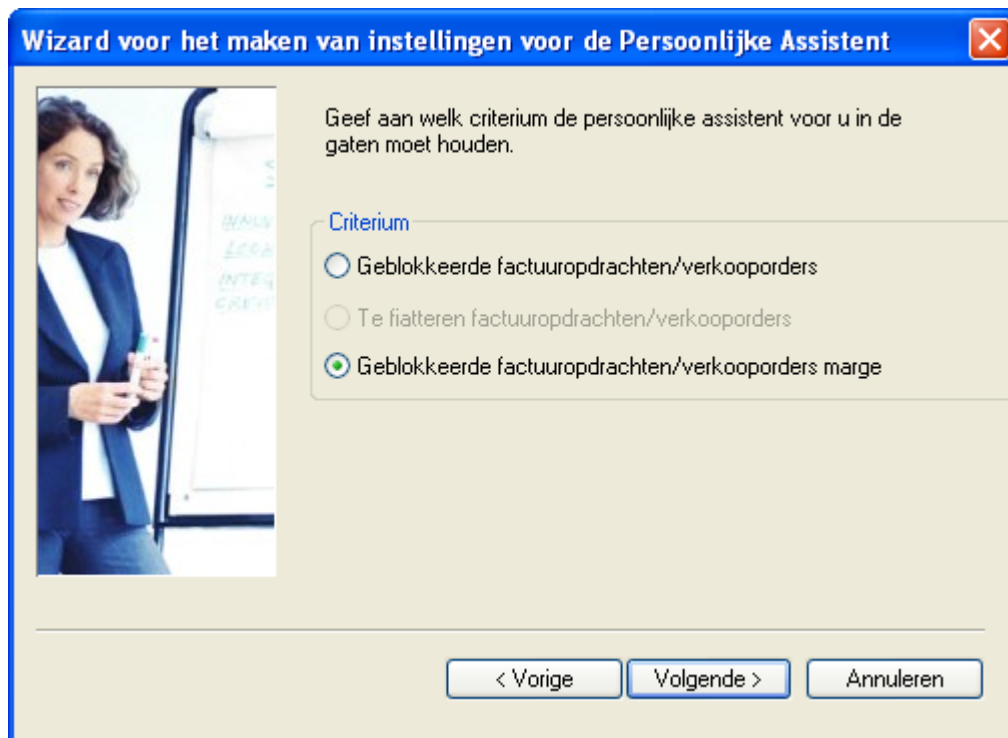 Wizard voor het maken van instellingen voor de Persoonlijke Assistent
Geef aan welk criterium de persoonlijke assistent voor u in de
gaten moet houden.
Criterium
Geblokkeerde factuuropdrachten/verkooporders
Te fiatteren factuuropdrachten/verkooporders
Geblokkeerde factuuropdrachten/verkooporders marge
< Vorige
Volgende >
Annuleren